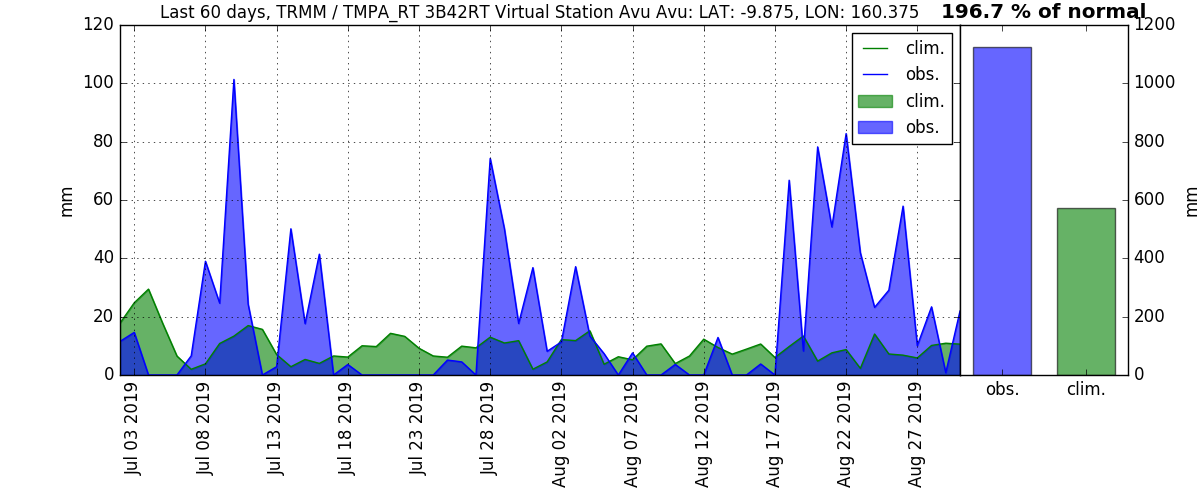 Last 60 days, TRMM / TMPA_RT 3B42RT Virtual Station Avu Avu: LAT: -9.875, LON: 160.375 196.7 % of normal
120
100
80
60
40
20
0
mm
clim.
obs.
clim.
obs.
1200
1000
800
600
400
200
0
mm
Jul 03 2019
Jul 08 2019
Jul 13 2019
Jul 18 2019
Jul 23 2019
Jul 28 2019
Aug 02 2019
Aug 07 2019
Aug 12 2019
Aug 17 2019
Aug 22 2019
Aug 27 2019
obs. clim.